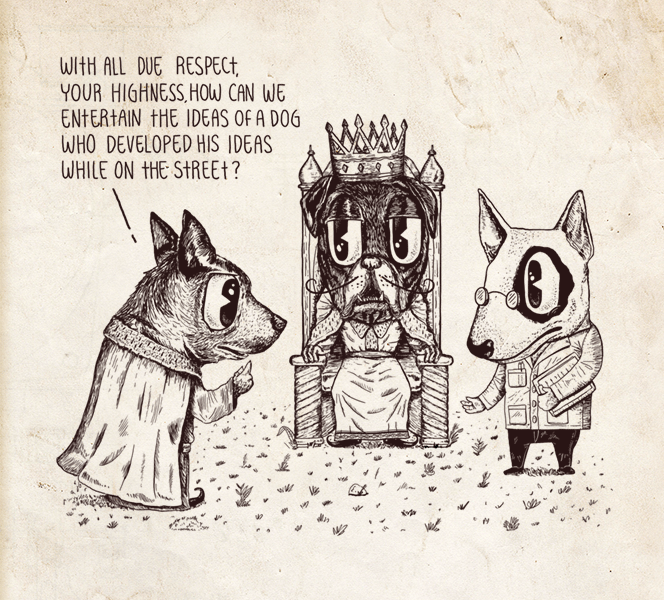 WITH ALL DUE RESPECT,
YOUR HIGHNESS, HOW CAN WE
ENTERTAIN THE IDEAS OF A DOG
WHO DEVELOPED HIS IDEAS
WHILE ON THE STREET?